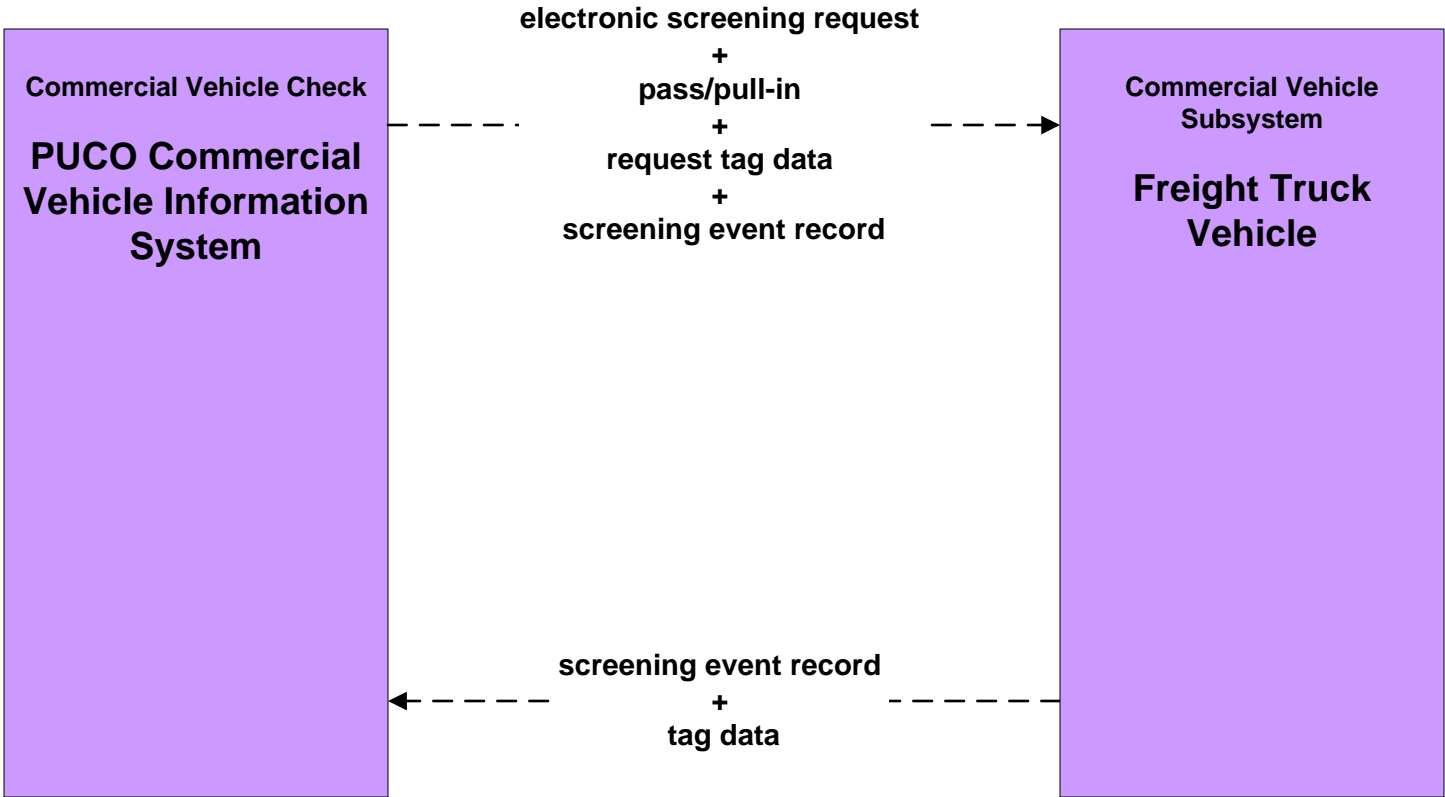 Commercial Vehicle Check
PUCO Commercial
Vehicle Information
System
electronic screening request
+
pass/pull-in
+
request tag data
+
screening event record
Commercial Vehicle
Subsystem
Freight Truck
Vehicle
screening event record
+
tag data